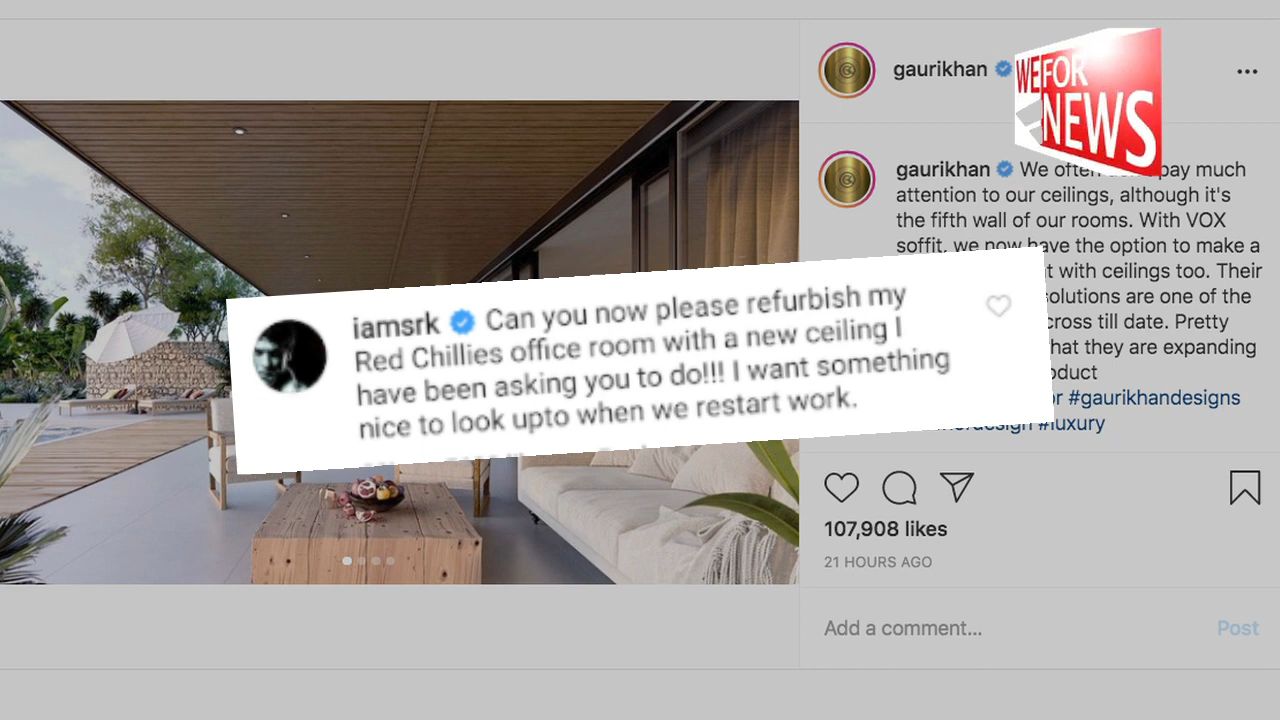 gaurikhan
WEFOR
NEWS
gaurikhan We often pay much
attention to our ceilings, although it's
the fifth wall of our rooms. With VOX
soffit, we now have the option to make a
it with ceilings too. Their
solutions are one of the
cross till date. Pretty
hat they are expanding
oduct
or #gaurikhandesigns
#luxury
iamsrk Can you now please refurbish my
Red Chillies office room with a new ceiling I
have been asking you to do!!! I want something
nice to look upto when we restart work.
107,908 likes
21 HOURS AGO
Add a comment...
Post